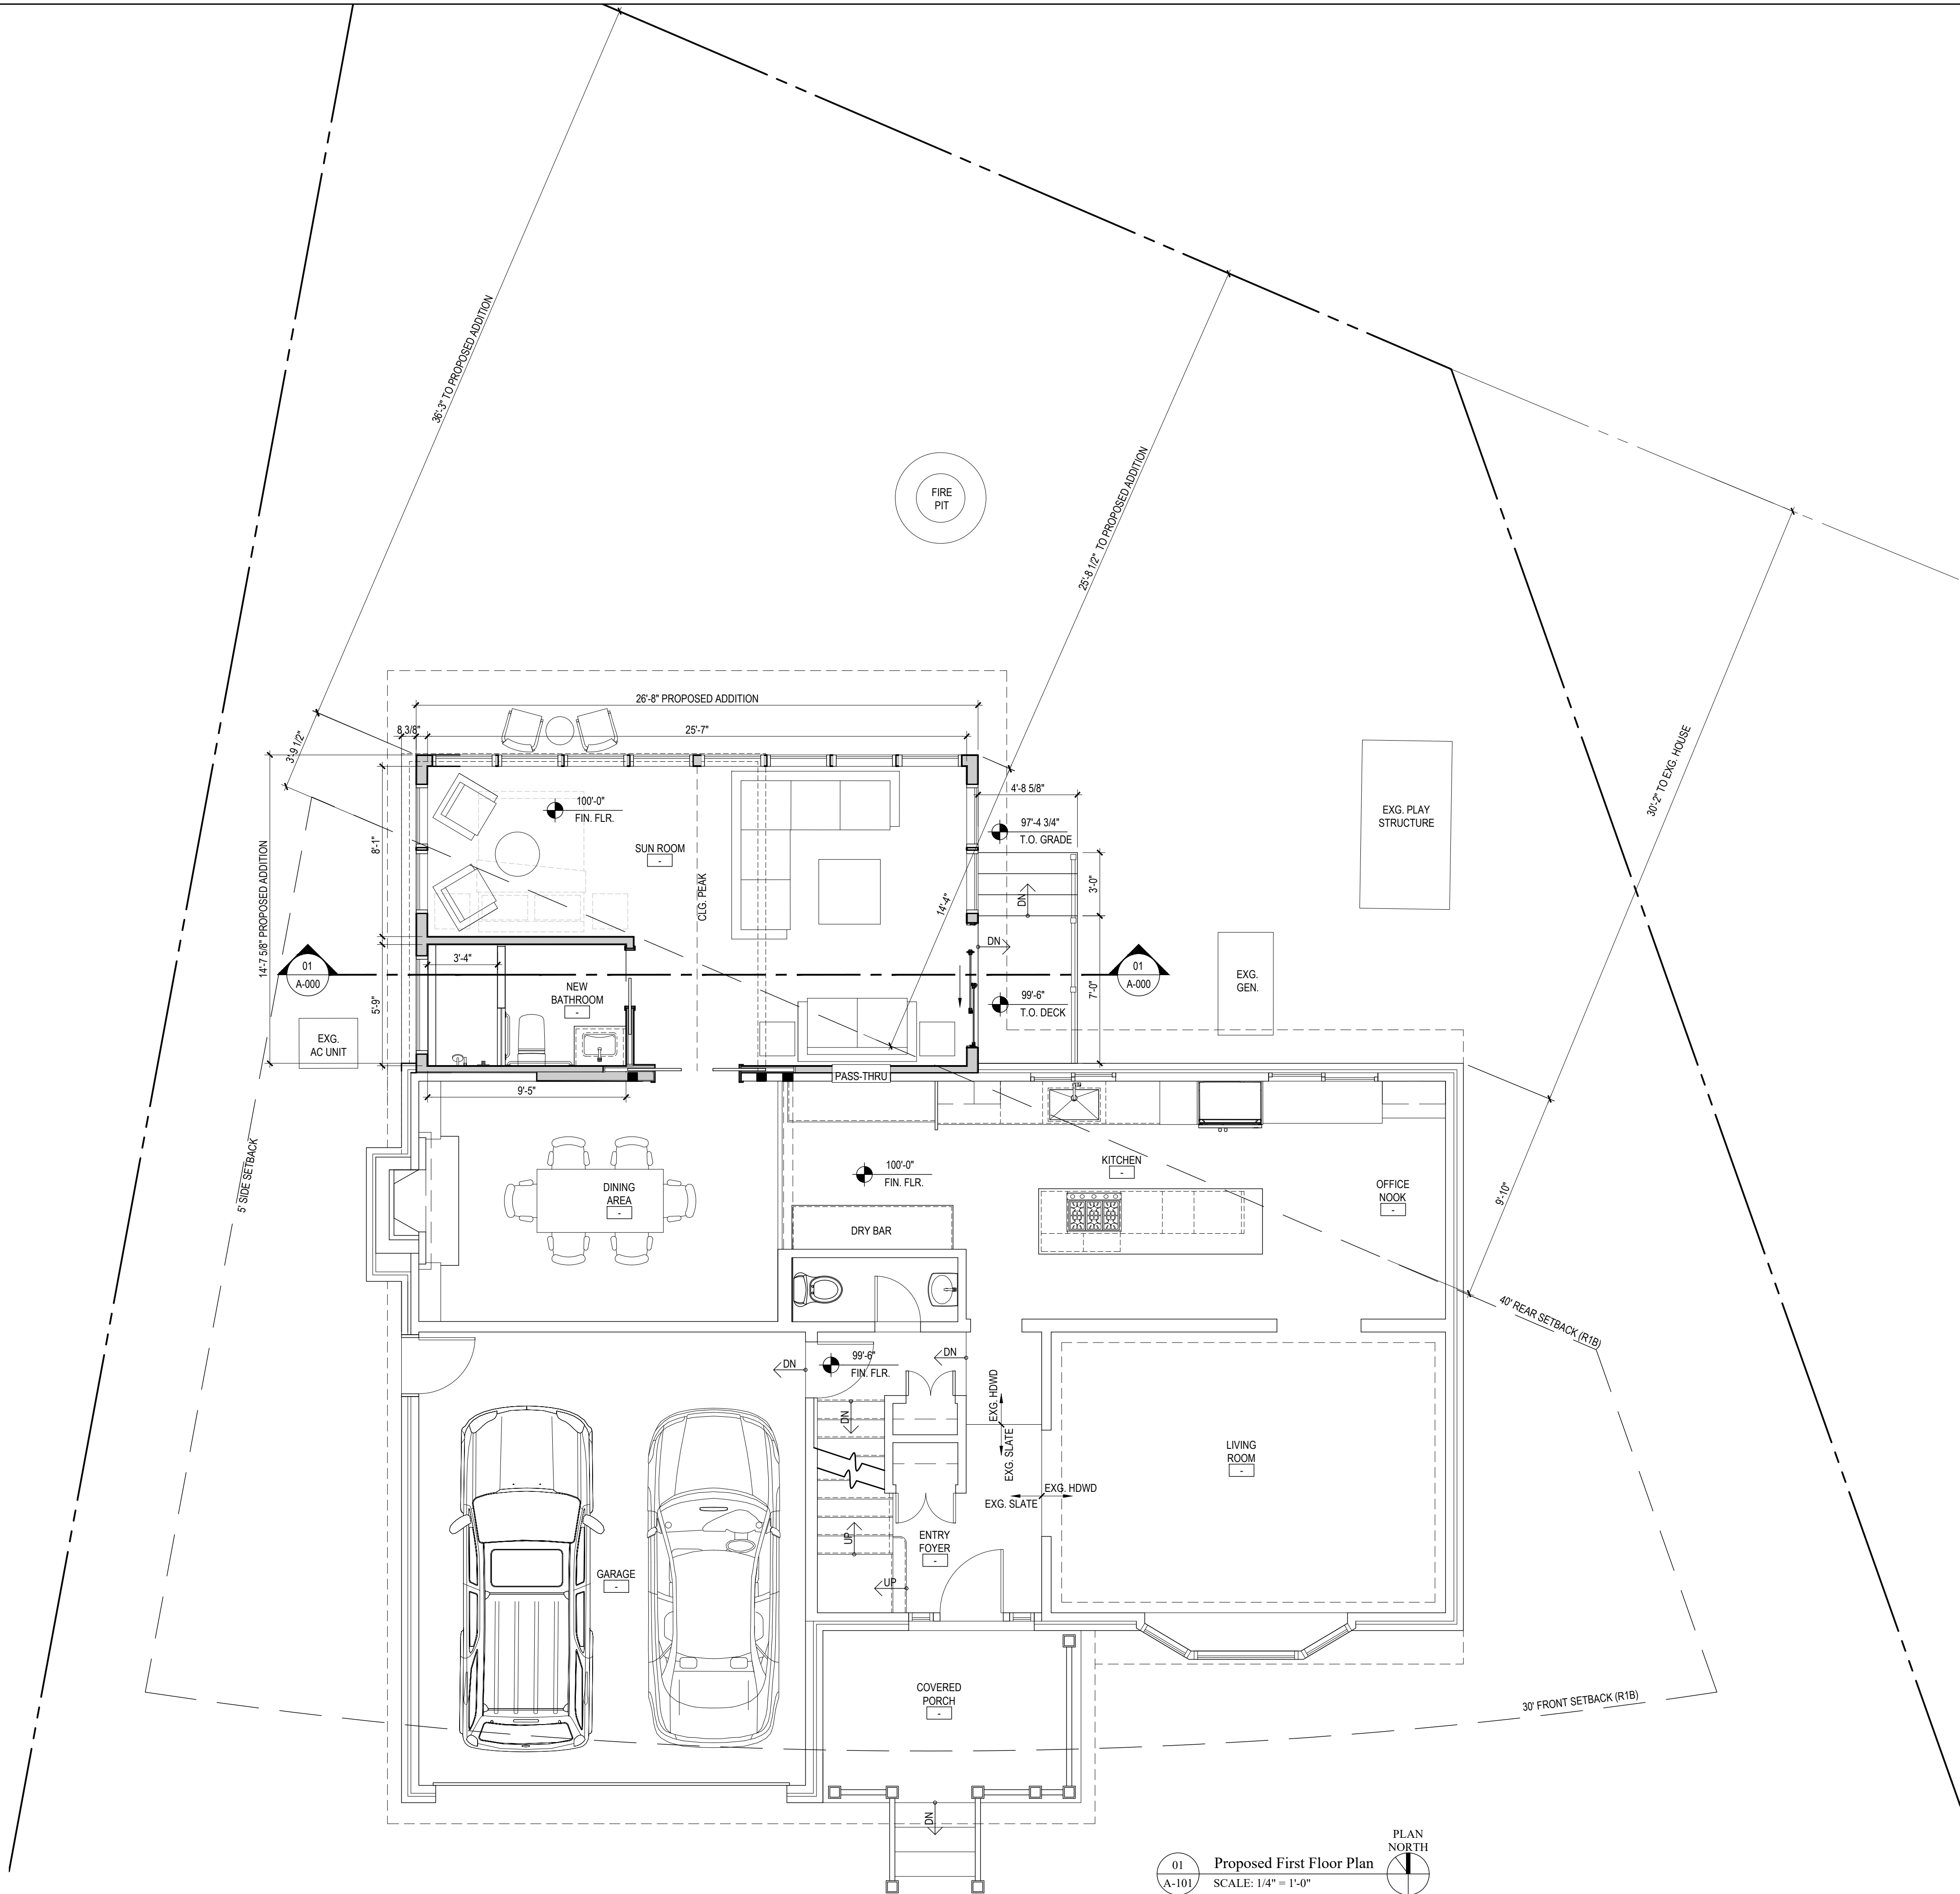 36'-3" TO PROPOSED ADDITION
25'-8 1/2" TO PROPOSED ADDITION
30'-2" TO EXG. HOUSE
FIRE
PIT
3'-9 1/2"
26'-8" PROPOSED ADDITION
8 3/8"
25'-7"
14'-7 5/8" PROPOSED ADDITION
8'-1"
5'-9"
100'-0"
FIN. FLR.
SUN ROOM
-
CLG. PEAK
14'-4"
4'-8 5/8"
97'-4 3/4"
T.O. GRADE
DN
3'-0"
EXG. PLAY
STRUCTURE
DN
01
A-000
3'-4"
NEW
BATHROOM
-
99'-6"
T.O. DECK
7'-0"
01
A-000
EXG.
GEN.
EXG.
AC UNIT
9'-5"
PASS-THRU
5' SIDE SETBACK
DINING
AREA
-
100'-0"
FIN. FLR.
KITCHEN
-
OFFICE
NOOK
-
9'-10"
DRY BAR
40' REAR SETBACK (R1B)
DN
99'-6"
FIN. FLR.
DN
DN
EXG. HDWD
EXG. SLATE
EXG. HDWD
EXG. SLATE
LIVING
ROOM
-
UP
ENTRY
FOYER
-
UP
GARAGE
-
COVERED
PORCH
-
30' FRONT SETBACK (R1B)
DN
PLAN
NORTH
01
A-101
Proposed First Floor Plan
SCALE: 1/4" = 1'-0"